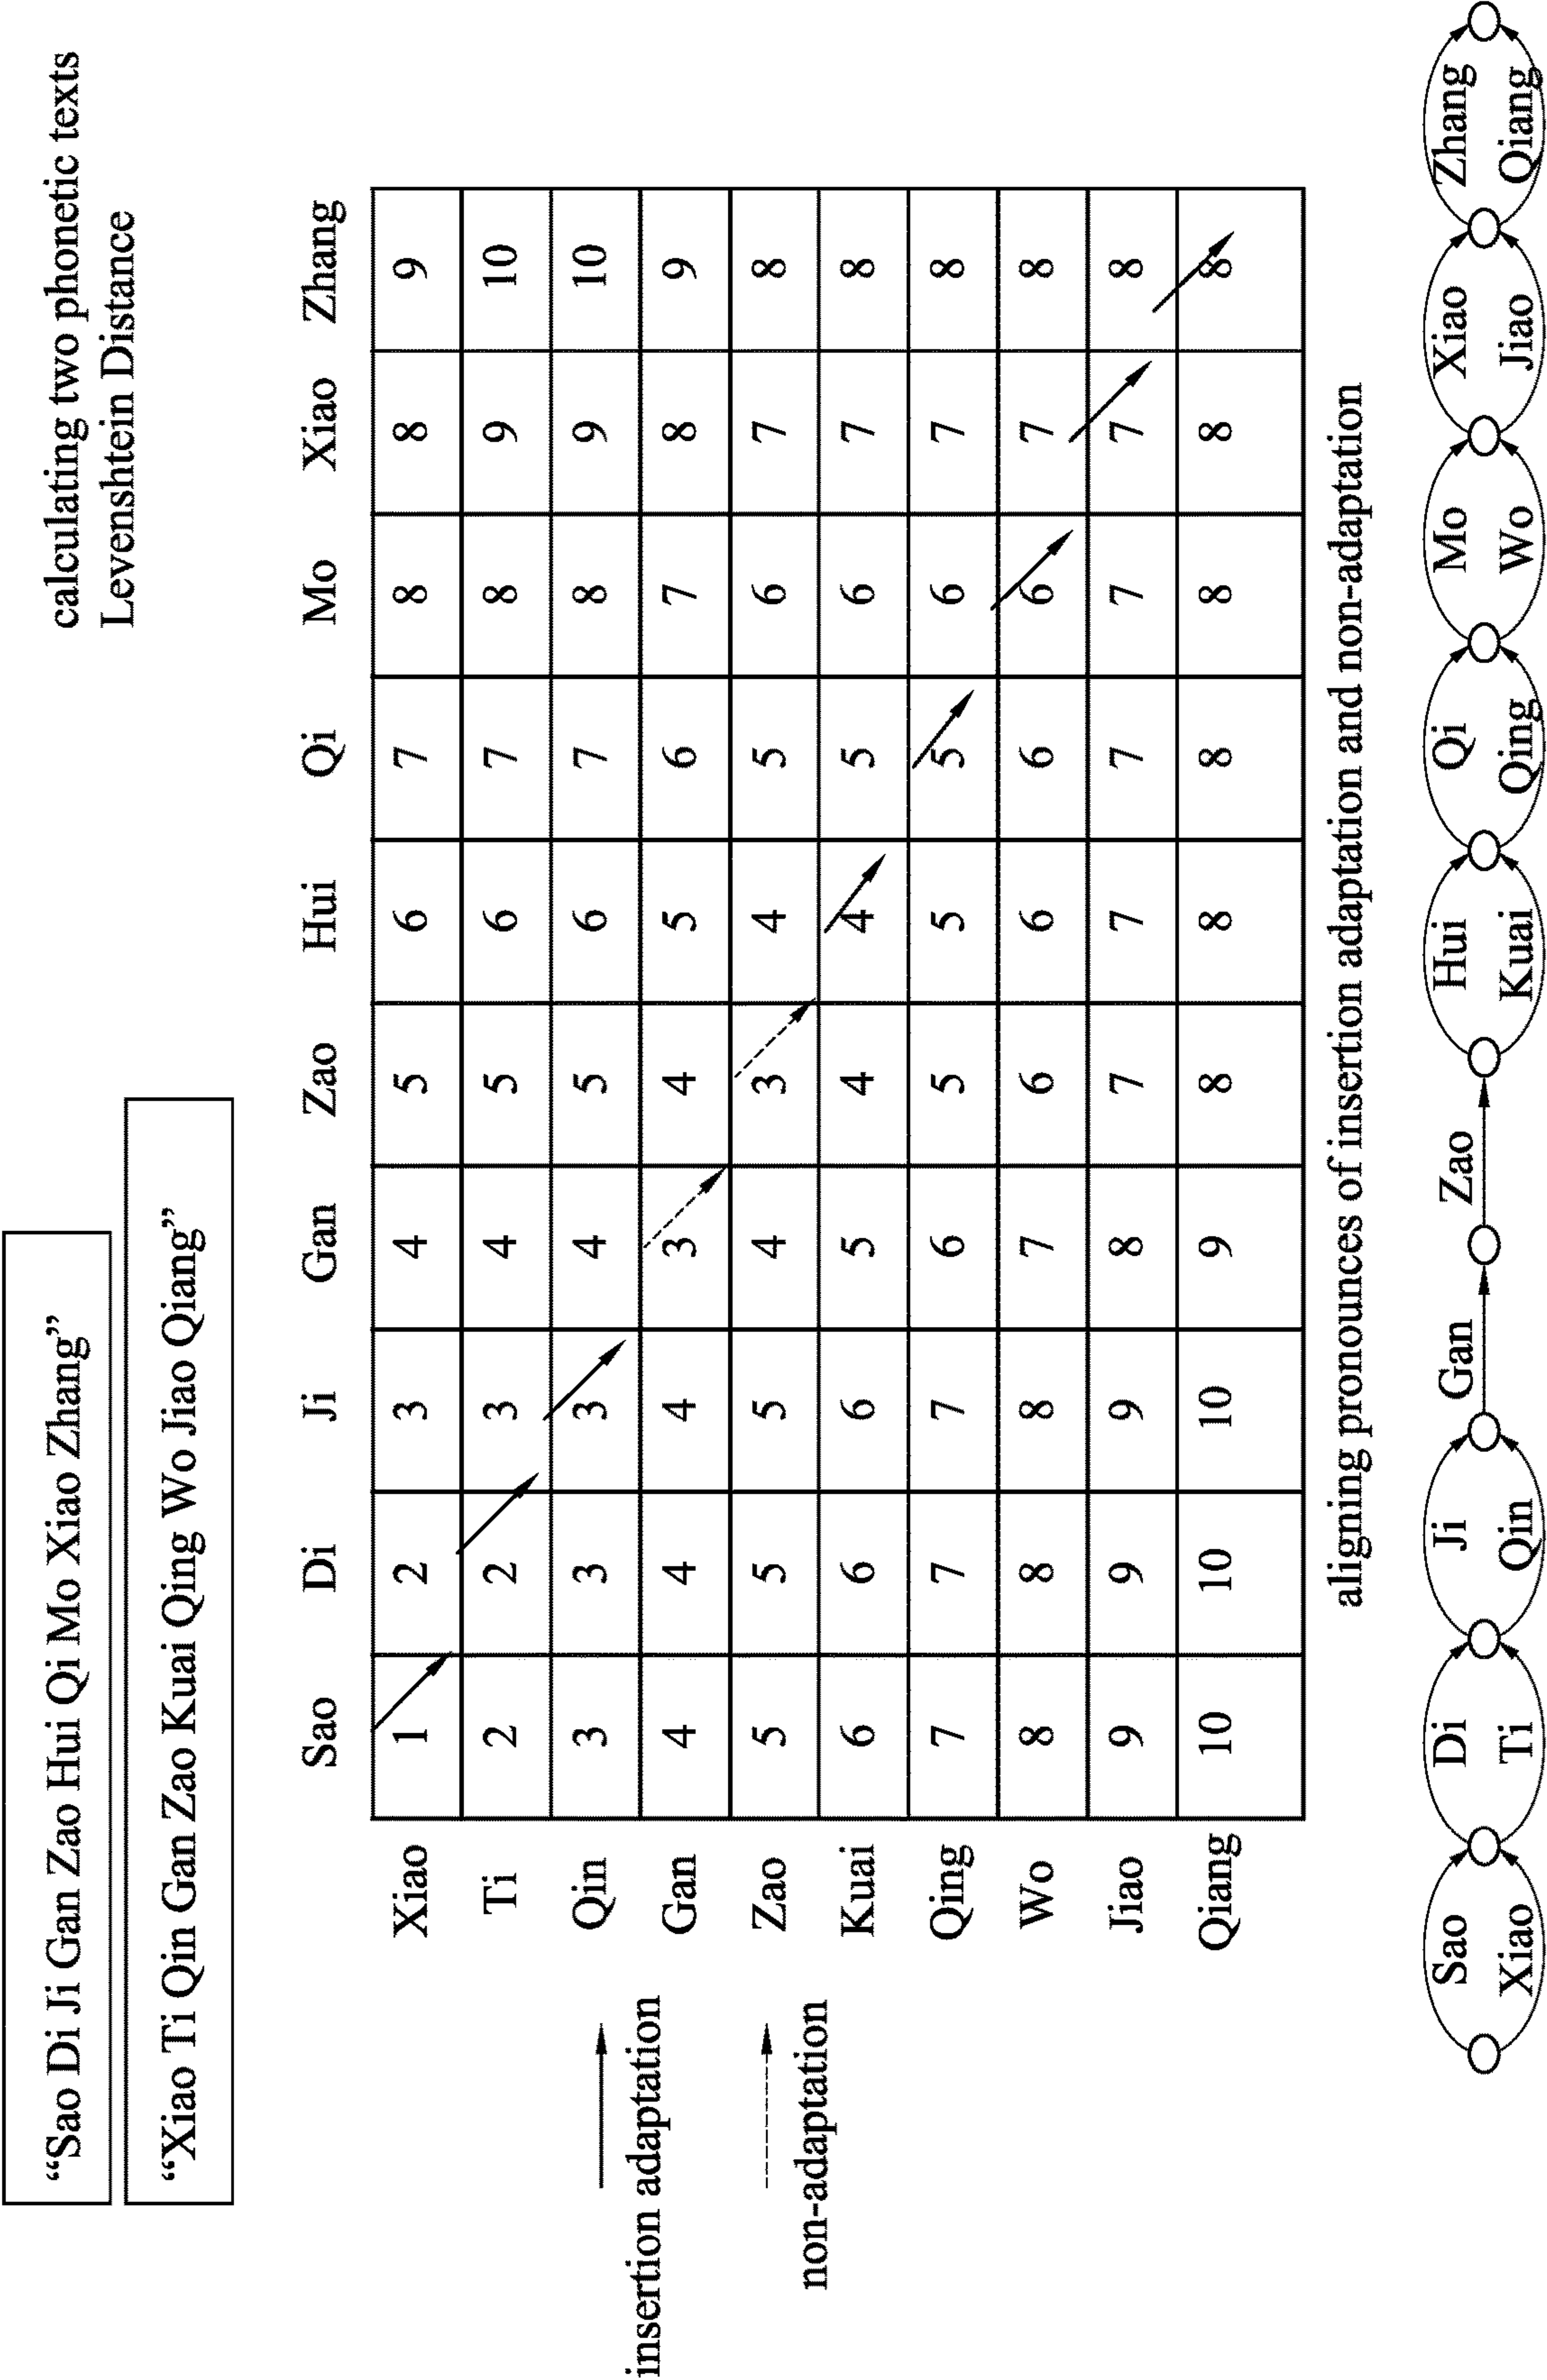 “Sao Di Ji Gan Zao Hui Qi Mo Xiao Zhang”
“Xiao Ti Qin Gan Zao Kuai Qing Wo Jiao Qiang”
calculating two phonetic texts
Levenshtein Distance
Sao Di Ji Gan Zao Hui Qi Mo Xiao Zhang
Xiao 1 2 3 4 5 6 7 8 8 9
Ti 2 2 3 4 5 6 7 8 9 10
Qin 3 3 3 4 5 6 7 8 9 10
Gan 4 4 4 3 4 5 6 7 8 9
Zao 5 5 5 4 3 4 5 6 7 8
Kuai 6 6 6 5 4 4 5 6 7 8
Qing 7 7 7 6 5 5 5 6 7 8
Wo 8 8 8 7 6 6 6 6 7 8
Jiao 9 9 9 8 7 7 7 7 7 8
Qiang 10 10 10 9 8 8 8 8 8 8
insertion adaptation
non-adaptation
aligning pronounces of insertion adaptation and non-adaptation
Sao Di Ji Gan Zao Hui Qi Mo Xiao Zhang
Xiao Ti Qin Kuai Qing Wo Jiao Qiang